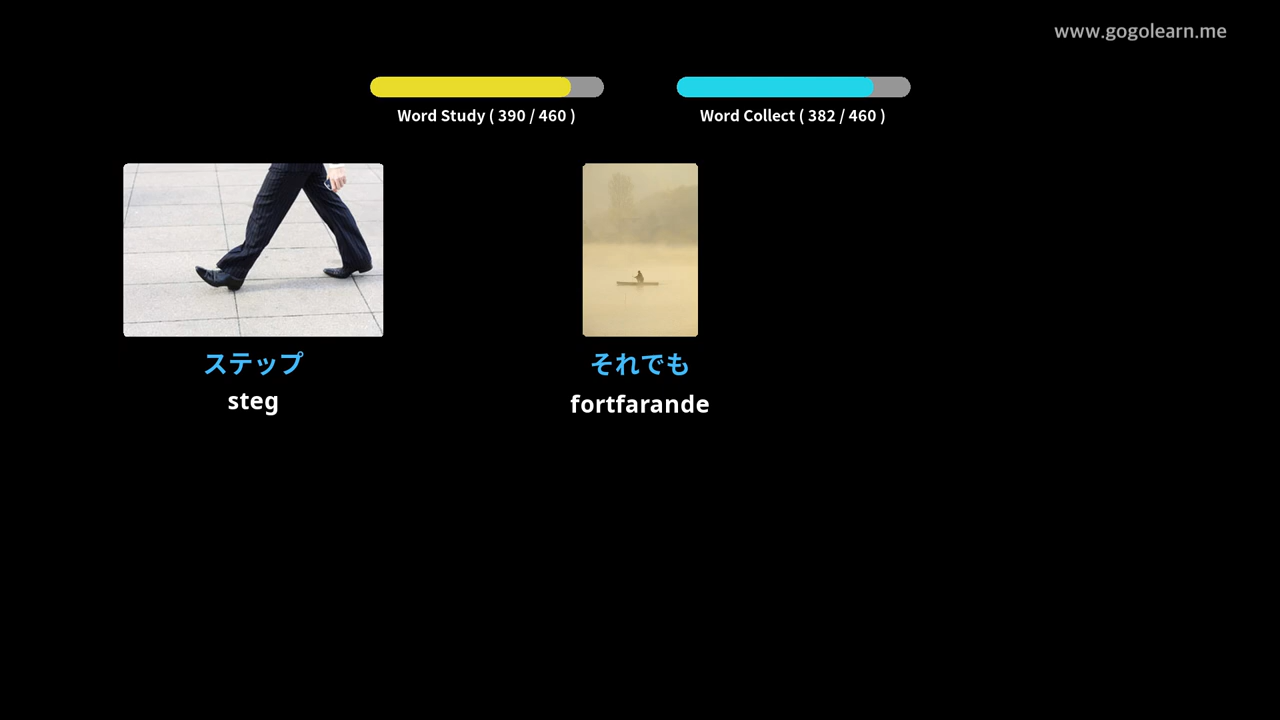 www.gogolearn.me
Word Study ( 390 / 460 )
Word Collect ( 382 / 460 )
ステップ
steg
それでも
fortfarande